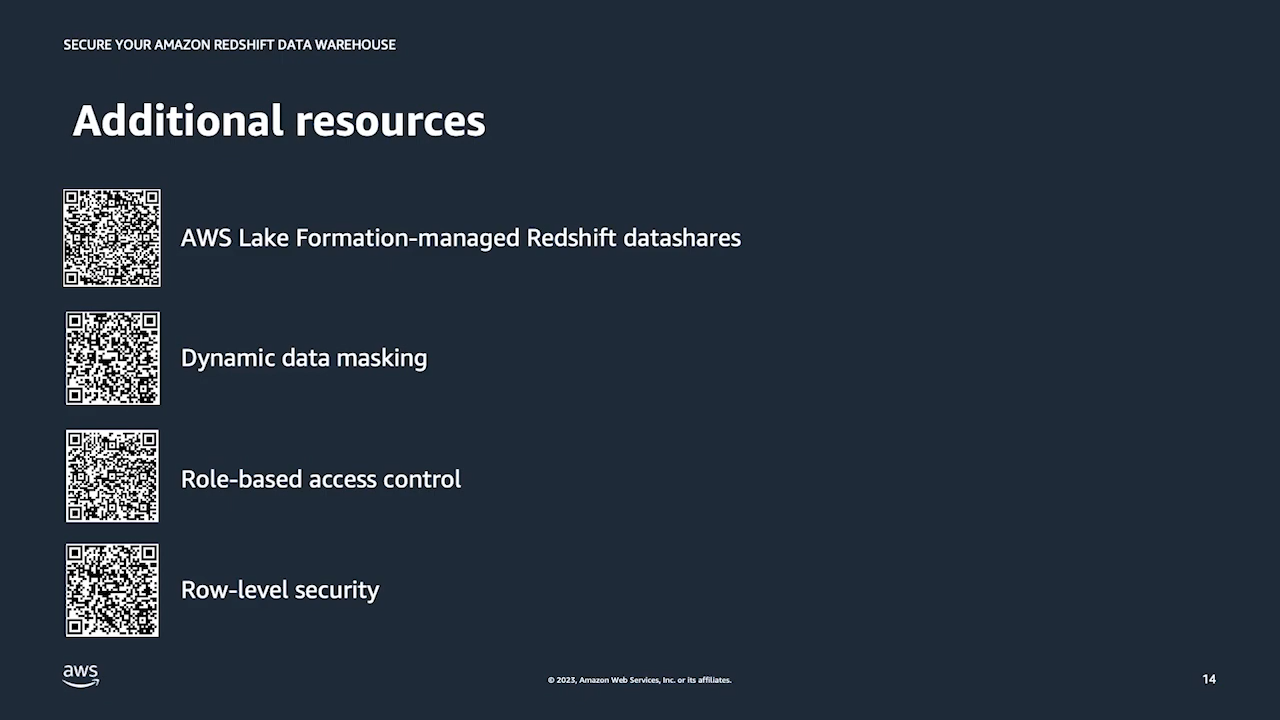 SECURE YOUR AMAZON REDSHIFT DATA WAREHOUSE
Additional resources
AWS Lake Formation-managed Redshift datashares
Dynamic data masking
Role-based access control
Row-level security
aws
© 2023, Amazon Web Services, Inc. or its affiliates.
14